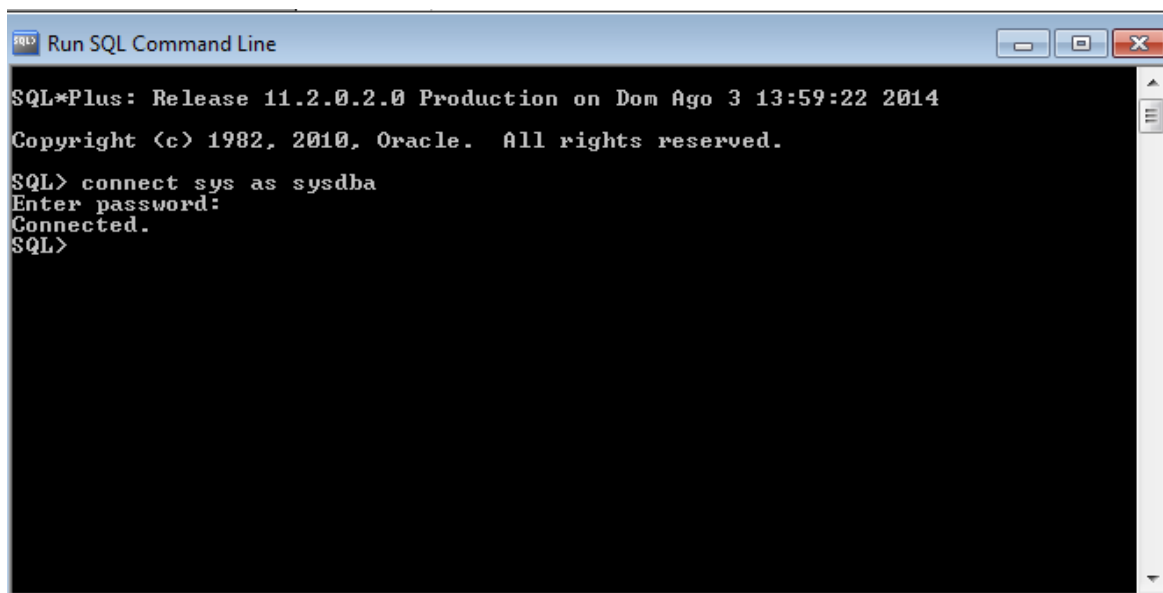 Run SQL Command Line
SQL*Plus: Release 11.2.0.2.0 Production on Dom Ago 3 13:59:22 2014
Copyright (c) 1982, 2010, Oracle.  All rights reserved.
SQL> connect sys as sysdba
Enter password:
Connected.
SQL>